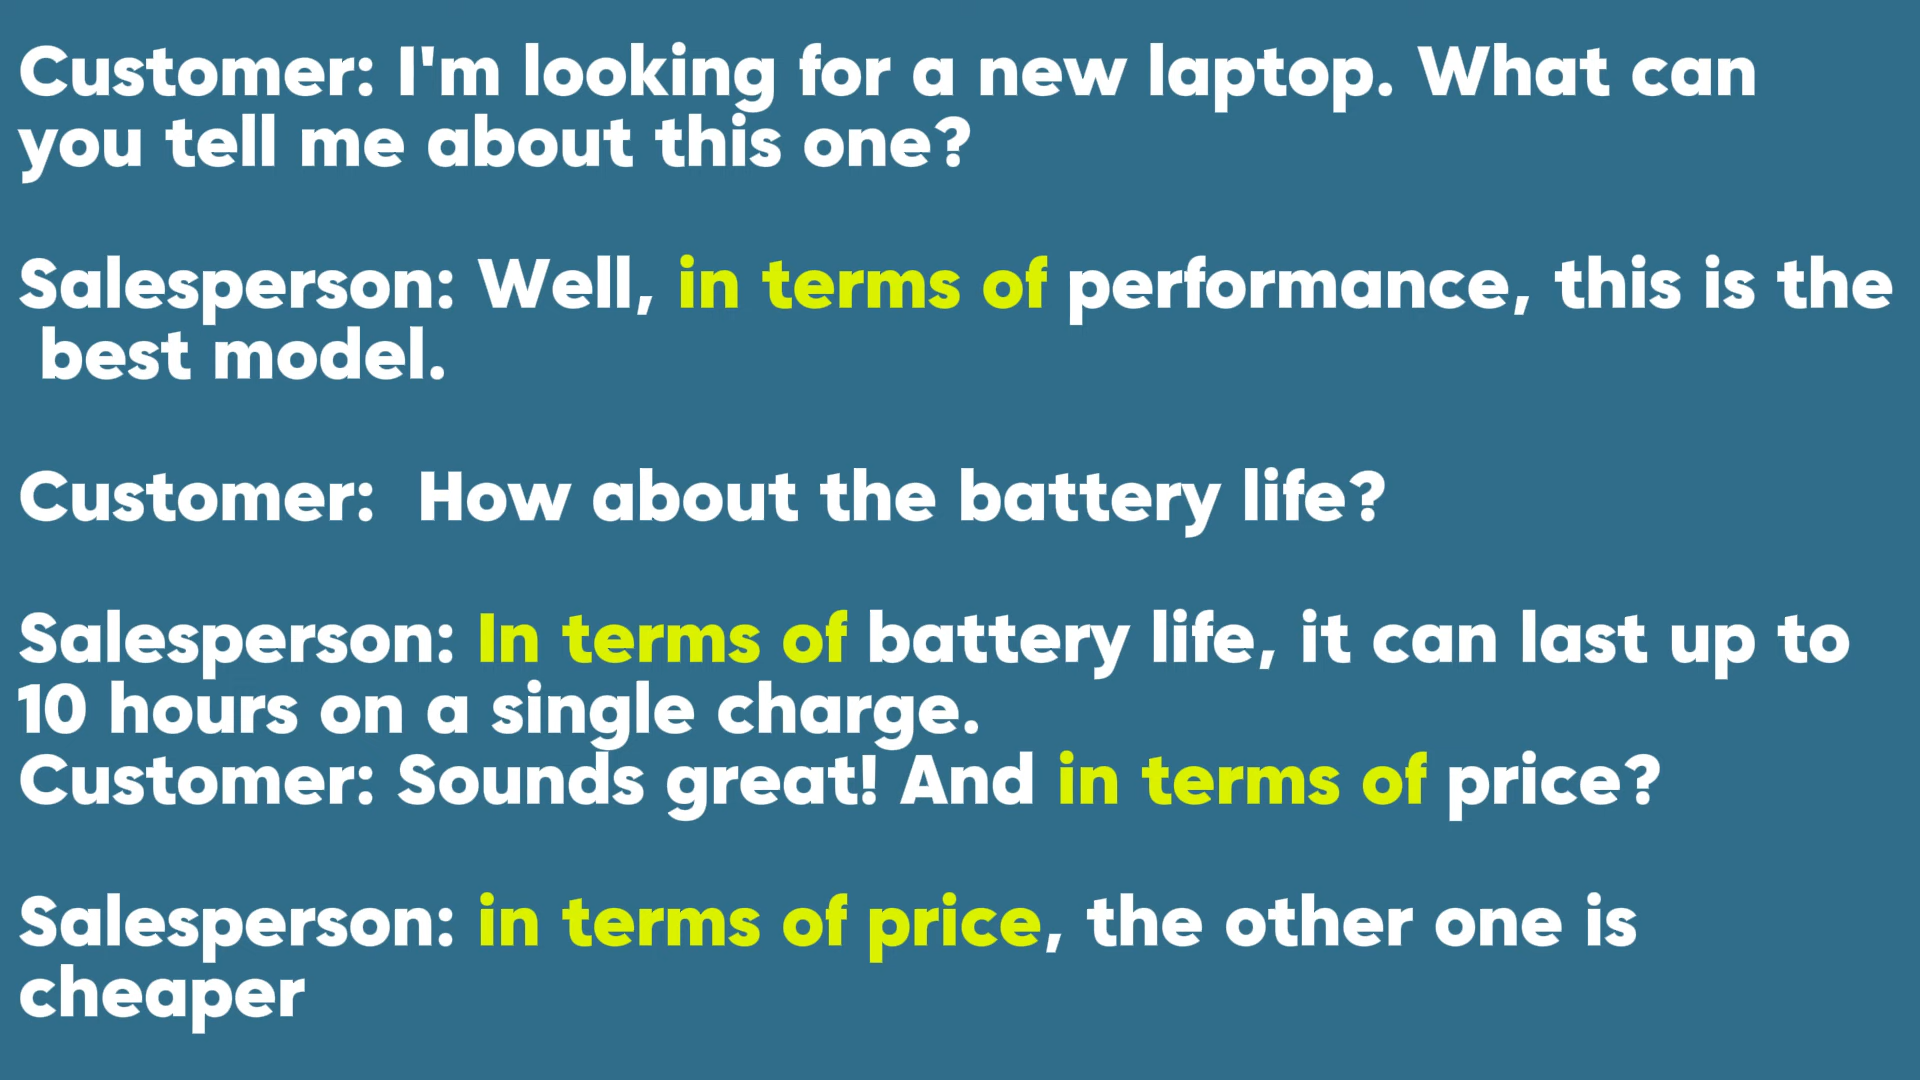 Customer: I'm looking for a new laptop. What can
you tell me about this one?
Salesperson: Well, in terms of performance, this is the
best model.
Customer:  How about the battery life?
Salesperson: In terms of battery life, it can last up to
10 hours on a single charge.
Customer: Sounds great! And in terms of price?
Salesperson: in terms of price, the other one is
cheaper